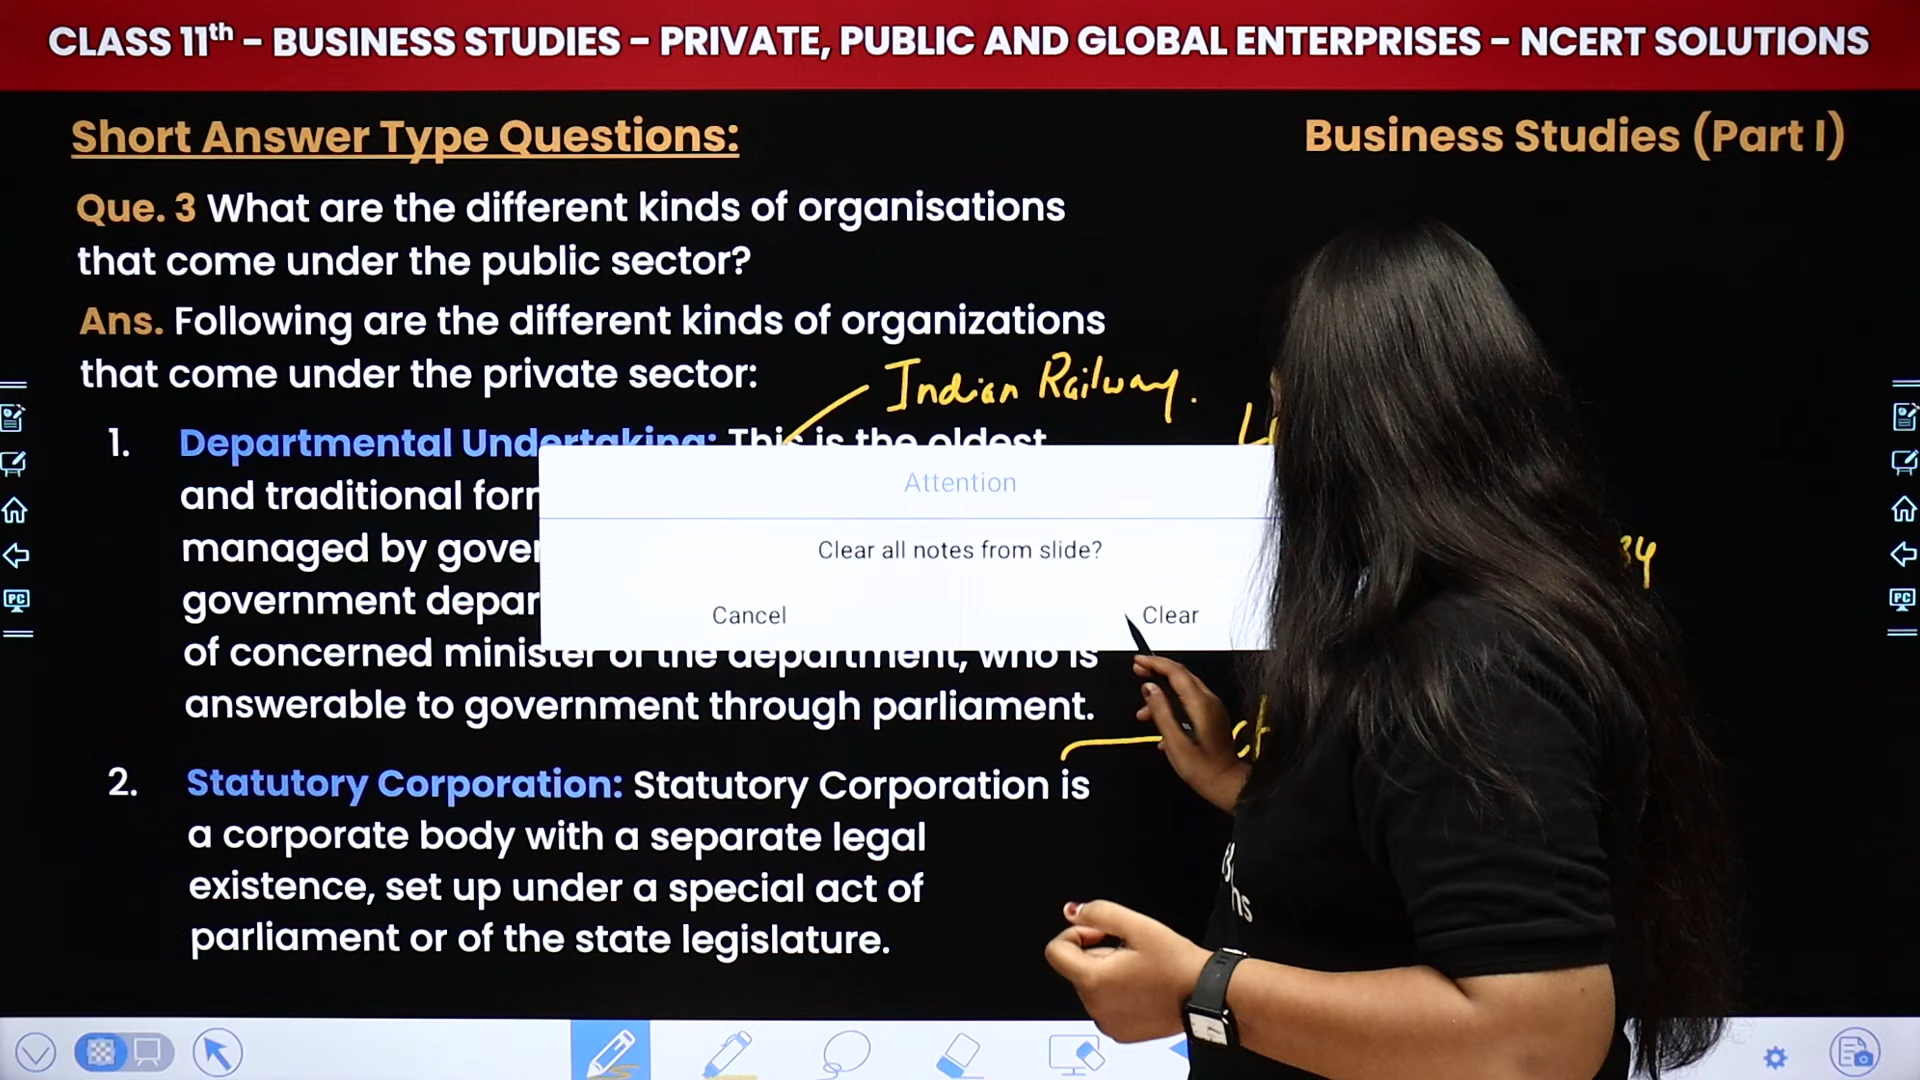 CLASS 11th - BUSINESS STUDIES - PRIVATE, PUBLIC AND GLOBAL ENTERPRISES - NCERT SOLUTIONS
Short Answer Type Questions:
Business Studies (Part I)
Que. 3 What are the different kinds of organisations
that come under the public sector?
Ans. Following are the different kinds of organizations
that come under the private sector:
Indian Railway.
1. Departmental Undertaking: This is the oldest
and traditional
managed by
government
of concerned minister of the department, who is
answerable to government through parliament.
Attention
Clear all notes from slide?
Cancel
Clear
2. Statutory Corporation: Statutory Corporation is
a corporate body with a separate legal
existence, set up under a special act of
parliament or of the state legislature.
PC
PC